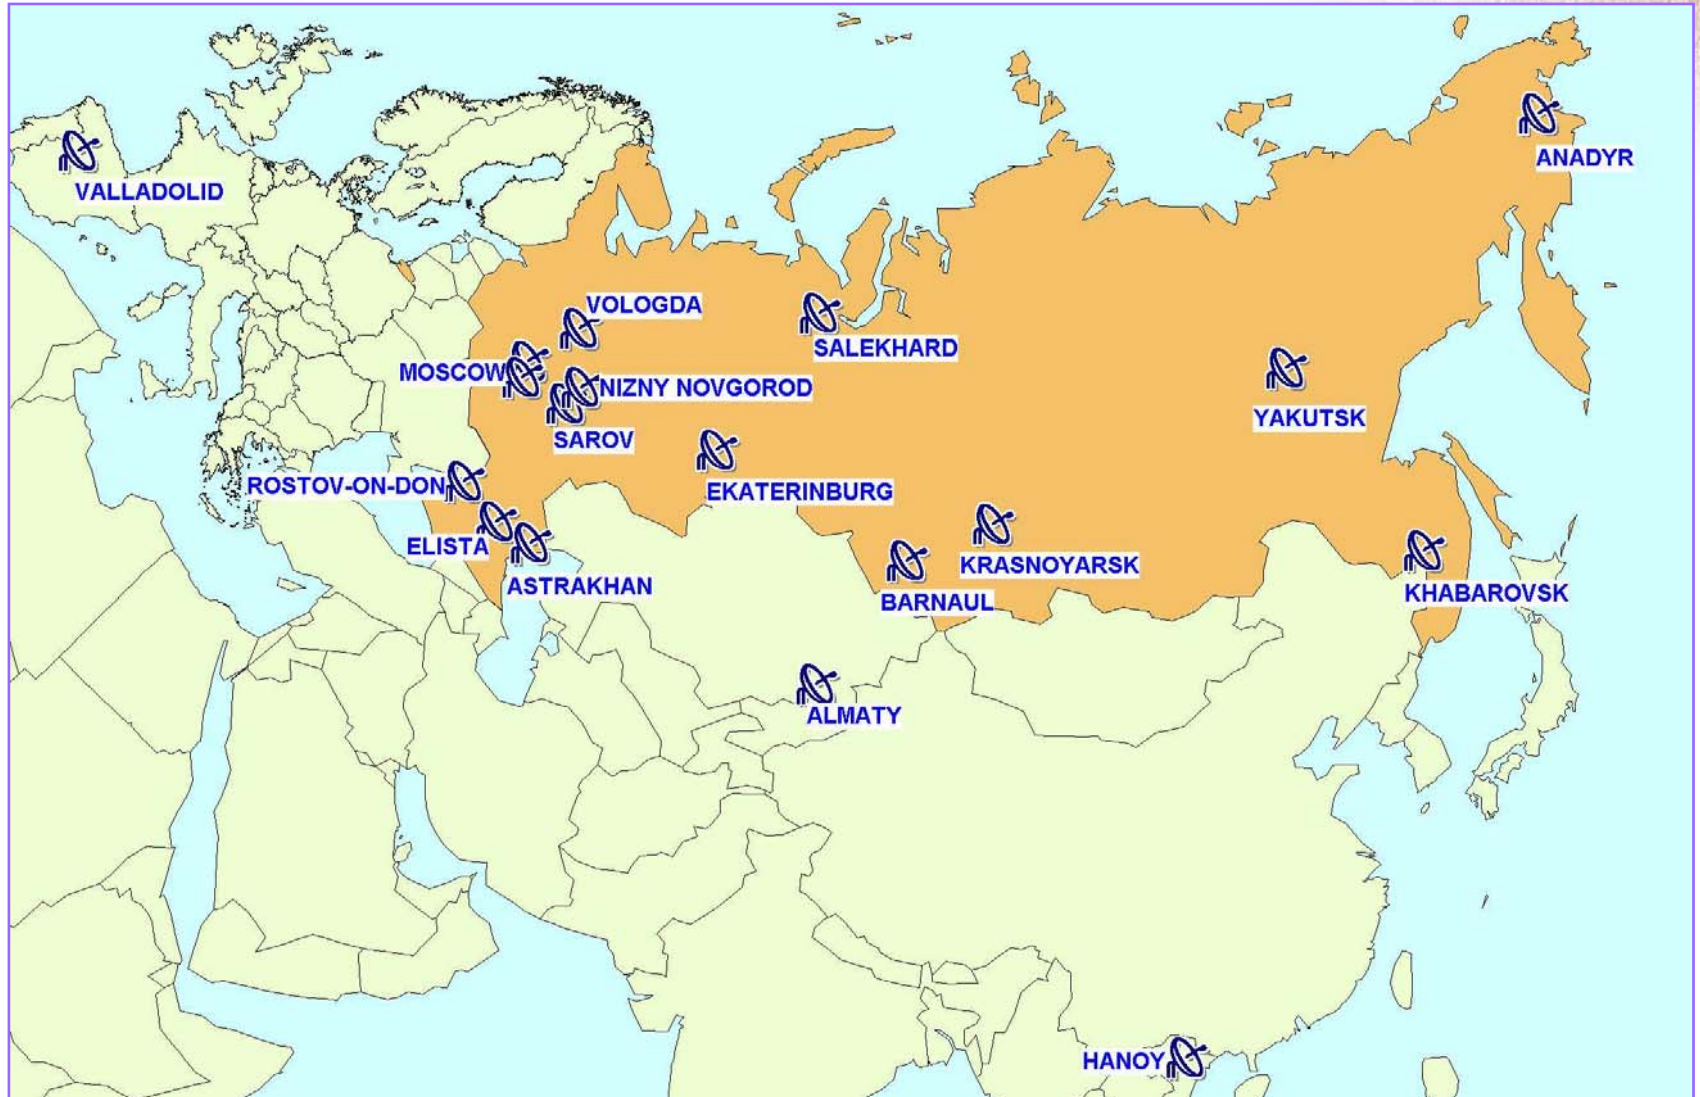 ANADYR
VALLADOLID
VOLOGDA
SALEKHARD
MOSCOW
NIZNY NOVGOROD
YAKUTSK
SAROV
ROSTOV-ON-DON
EKATERINBURG
ELISTA
KRASNOYARSK
ASTRAKHAN
KHABAROVSK
BARNAUL
ALMATY
HANOY